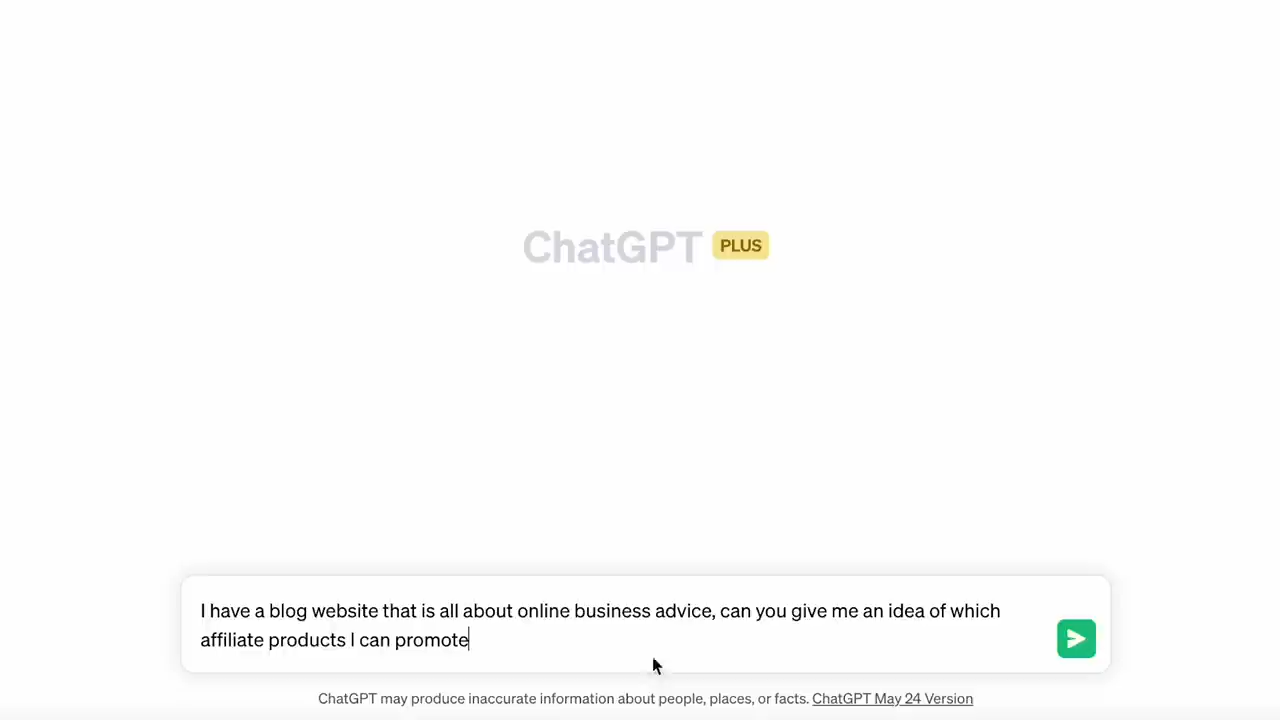 ChatGPT PLUS
I have a blog website that is all about online business advice, can you give me an idea of which
affiliate products I can promote
ChatGPT may produce inaccurate information about people, places, or facts. ChatGPT May 24 Version